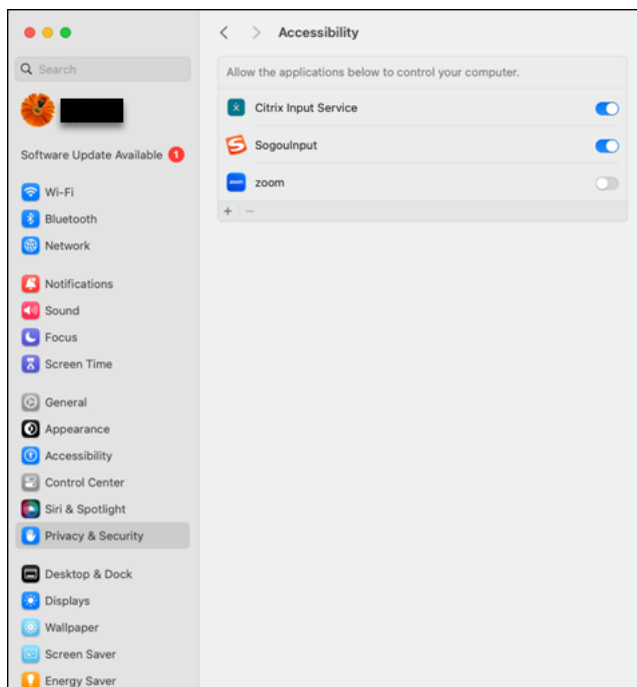 Accessibility
Search
Allow the applications below to control your computer.
Citrix Input Service
Software Update Available 1
SogouInput
zoom
zoom
Wi-Fi
Bluetooth
+ −
Network
Notifications
Sound
Focus
Screen Time
General
Appearance
Accessibility
Control Center
Siri & Spotlight
Privacy & Security
Desktop & Dock
Displays
Wallpaper
Screen Saver
Energy Saver